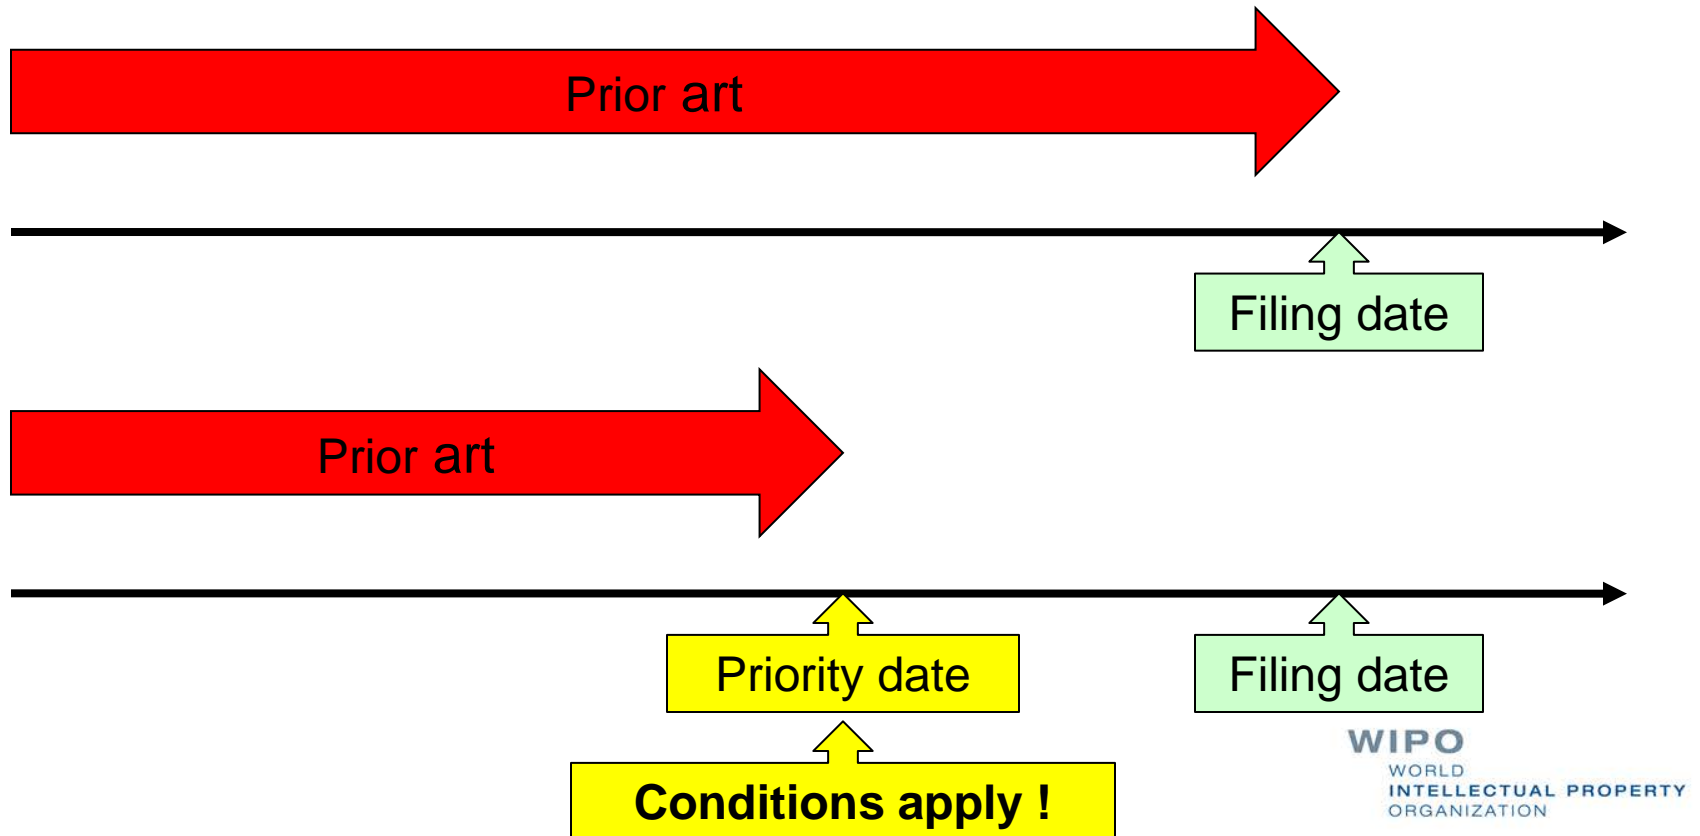 Prior art
Filing date
Prior art
Priority date
Filing date
Conditions apply !
WIPO
WORLD
INTELLECTUAL PROPERTY
ORGANIZATION